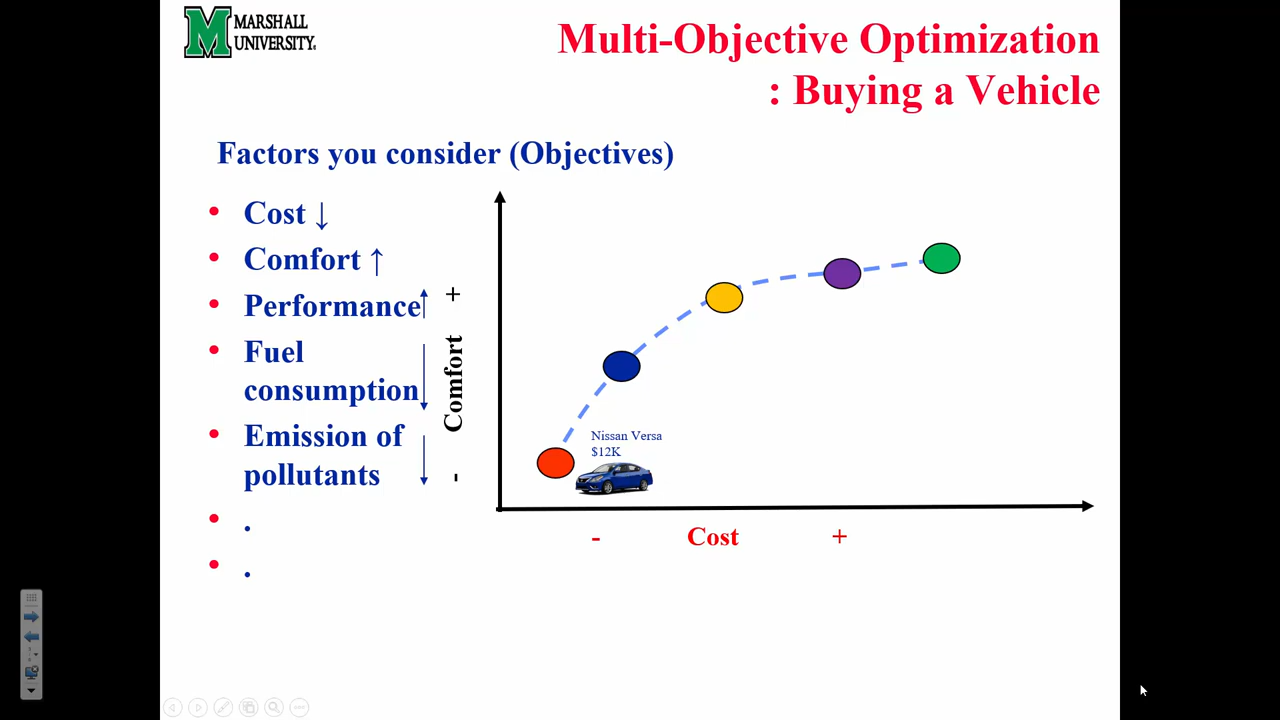 MARSHALL
UNIVERSITY®
Multi-Objective Optimization
: Buying a Vehicle
Factors you consider (Objectives)
• Cost ↓
• Comfort ↑
• Performance
• Fuel
consumption
• Emission of
pollutants
• .
• .
+
Comfort
-
Nissan Versa
$12K
- Cost +